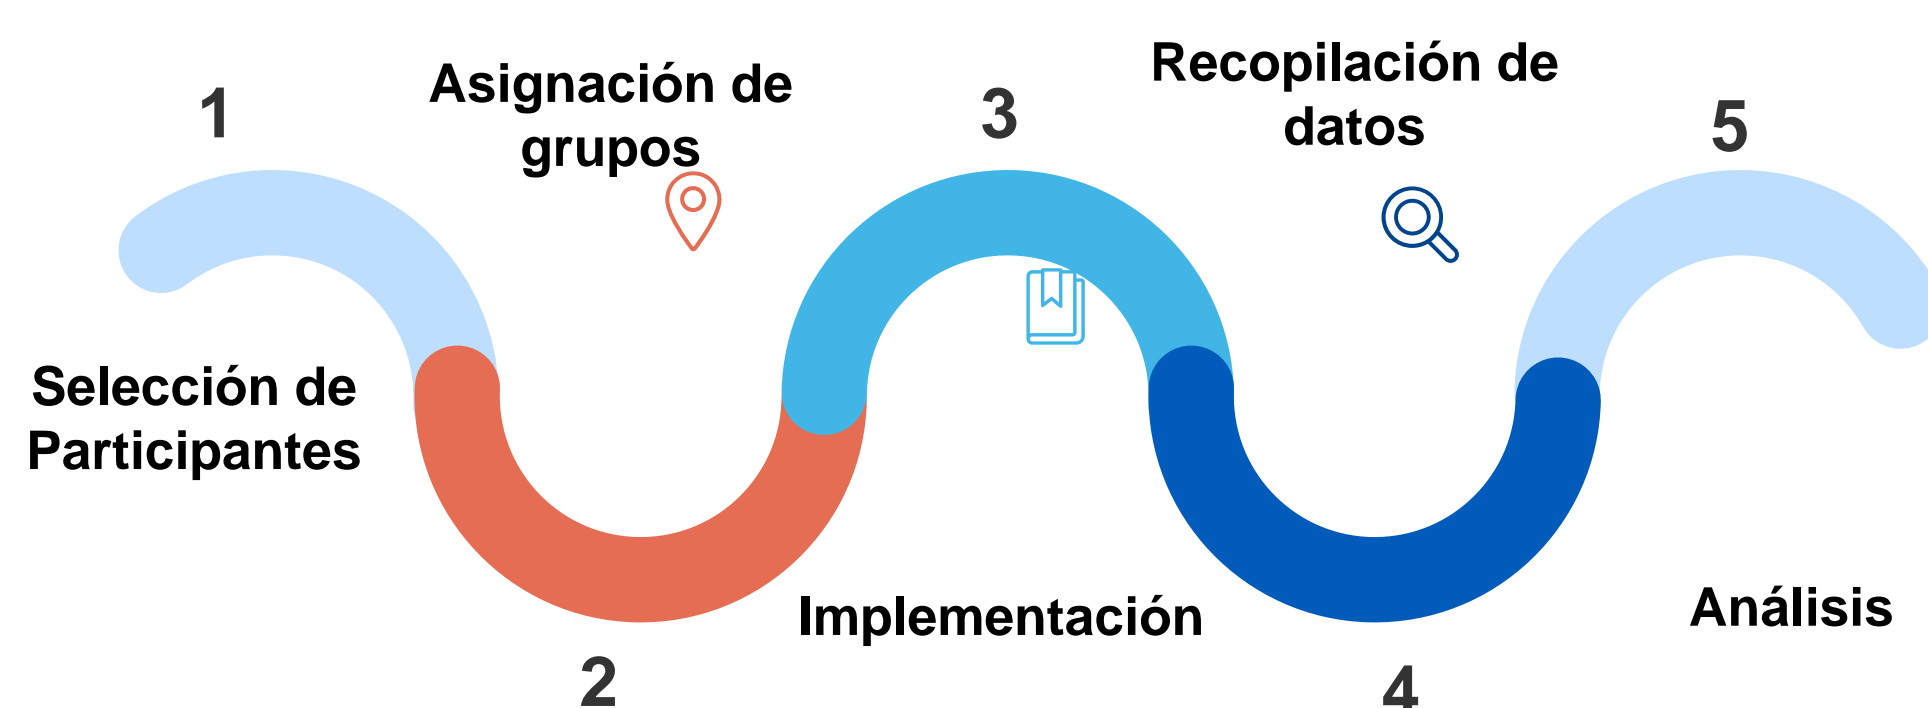 1
Selección de
Participantes
Asignación de
grupos
2
3
Implementación
Recopilación de
datos
4
5
Análisis